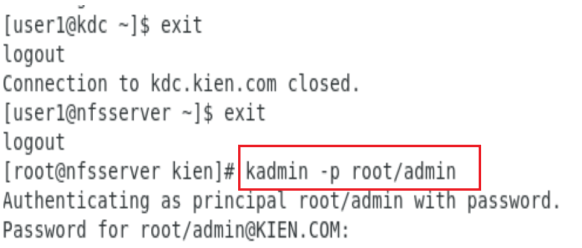 [user1@kdc ~]$ exit
logout
Connection to kdc.kien.com closed.
[user1@nfsserver ~]$ exit
logout
[root@nfsserver kien]# kadmin -p root/admin
Authenticating as principal root/admin with password.
Password for root/admin@KIEN.COM: